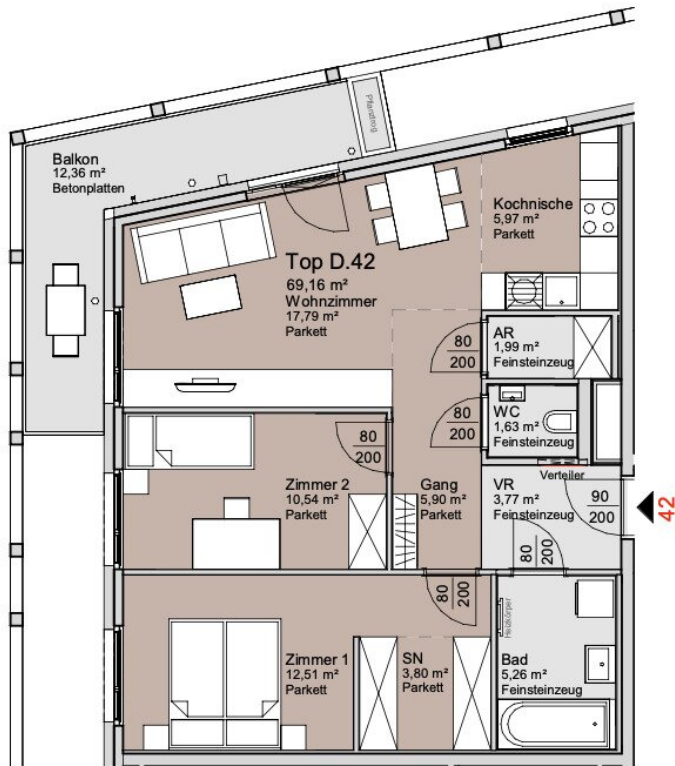 Pflanztrog
Balkon
12,36 m²
Betonplatten
Kochnische
5,97 m²
Parkett
Top D.42
69,16 m²
Wohnzimmer
17,79 m²
Parkett
AR
1,99 m²
Feinsteinzeug
80
200
WC
1,63 m²
Feinsteinzeug
80
200
Verteiler
Zimmer 2
10,54 m²
Parkett
80
200
Gang
5,90 m²
Parkett
VR
3,77 m²
Feinsteinzeug
90
200
42
80
200
80
200
Heizkörper
Zimmer 1
12,51 m²
Parkett
SN
3,80 m²
Parkett
Bad
5,26 m²
Feinsteinzeug